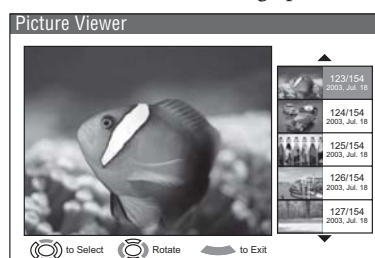 Picture Viewer
123/154
2003, Jul. 18
124/154
2003, Jul. 18
125/154
2003, Jul. 18
126/154
2003, Jul. 18
127/154
2003, Jul. 18
to Select Rotate to Exit